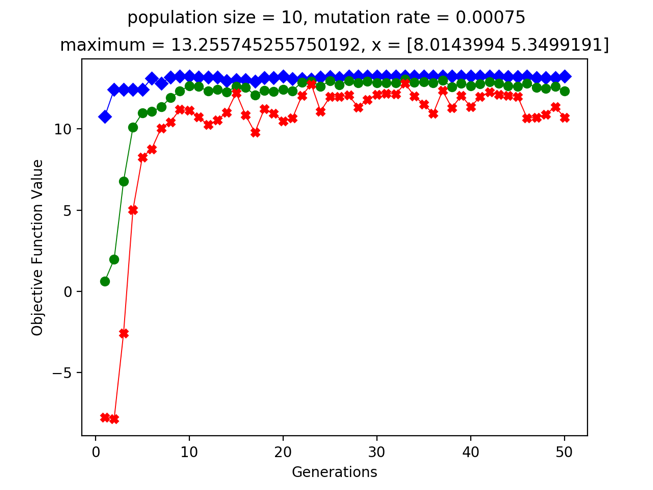 population size = 10, mutation rate = 0.00075
maximum = 13.255745255750192, x = [8.0143994 5.3499191]
10
5
0
−5
Objective Function Value
0 10 20 30 40 50
Generations